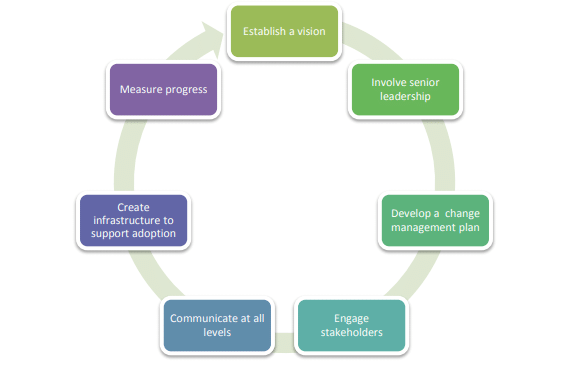 Establish a vision
Involve senior
leadership
Develop a change
management plan
Engage
stakeholders
Communicate at all
levels
Create
infrastructure to
support adoption
Measure progress